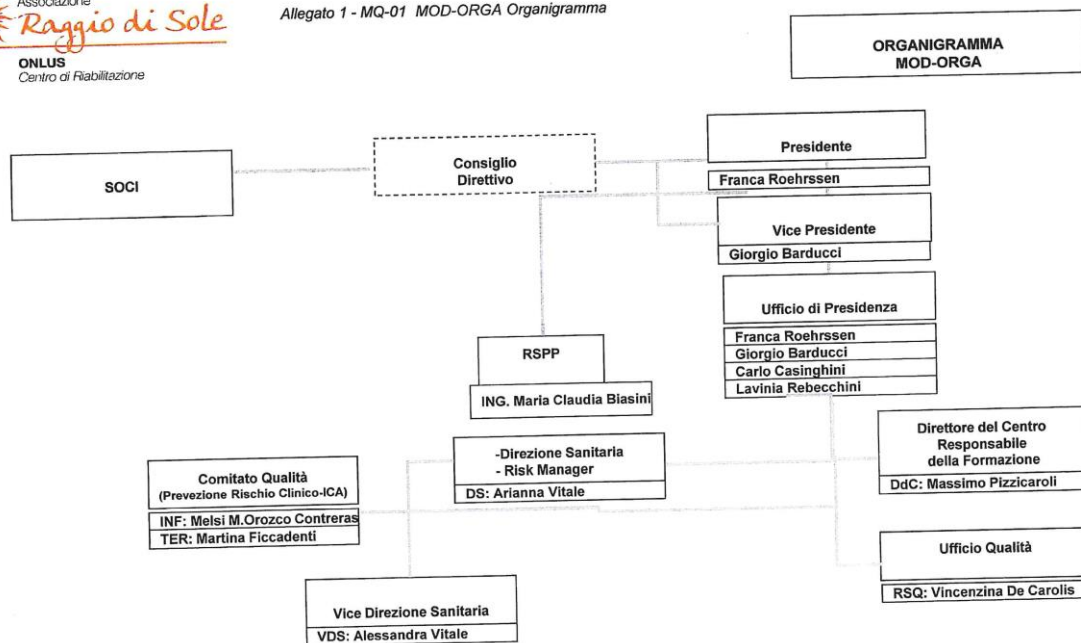 Associazione
Raggio di Sole
ONLUS
Centro di Riabilitazione
Allegato 1 - MQ-01 MOD-ORGA Organigramma
ORGANIGRAMMA
MOD-ORGA
SOCI
Consiglio
Direttivo
Presidente
Franca Roehrssen
Vice Presidente
Giorgio Barducci
Ufficio di Presidenza
Franca Roehrssen
Giorgio Barducci
Carlo Casinghini
Lavinia Rebecchini
RSPP
ING. Maria Claudia Biasini
-Direzione Sanitaria
- Risk Manager
DS: Arianna Vitale
Comitato Qualità
(Prevezione Rischio Clinico-ICA)
INF: Melsi M.Orozco Contreras
TER: Martina Ficcadenti
Direttore del Centro
Responsabile
della Formazione
DdC: Massimo Pizzicaroli
Ufficio Qualità
RSQ: Vincenzina De Carolis
Vice Direzione Sanitaria
VDS: Alessandra Vitale